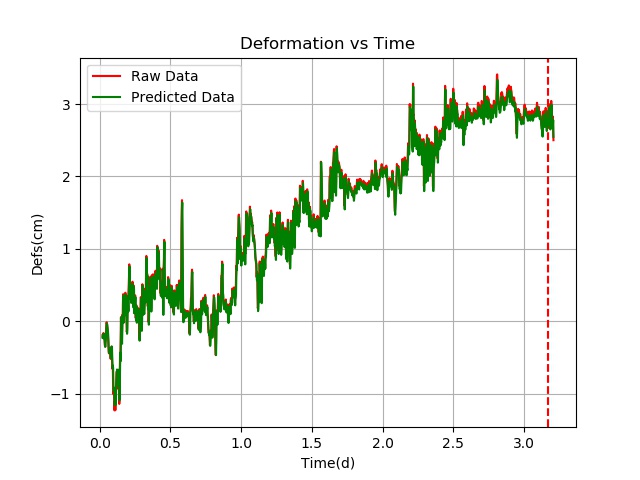 Deformation vs Time
Raw Data
Predicted Data
3
2
1
0
−1
Defs(cm)
0.0 0.5 1.0 1.5 2.0 2.5 3.0
Time(d)